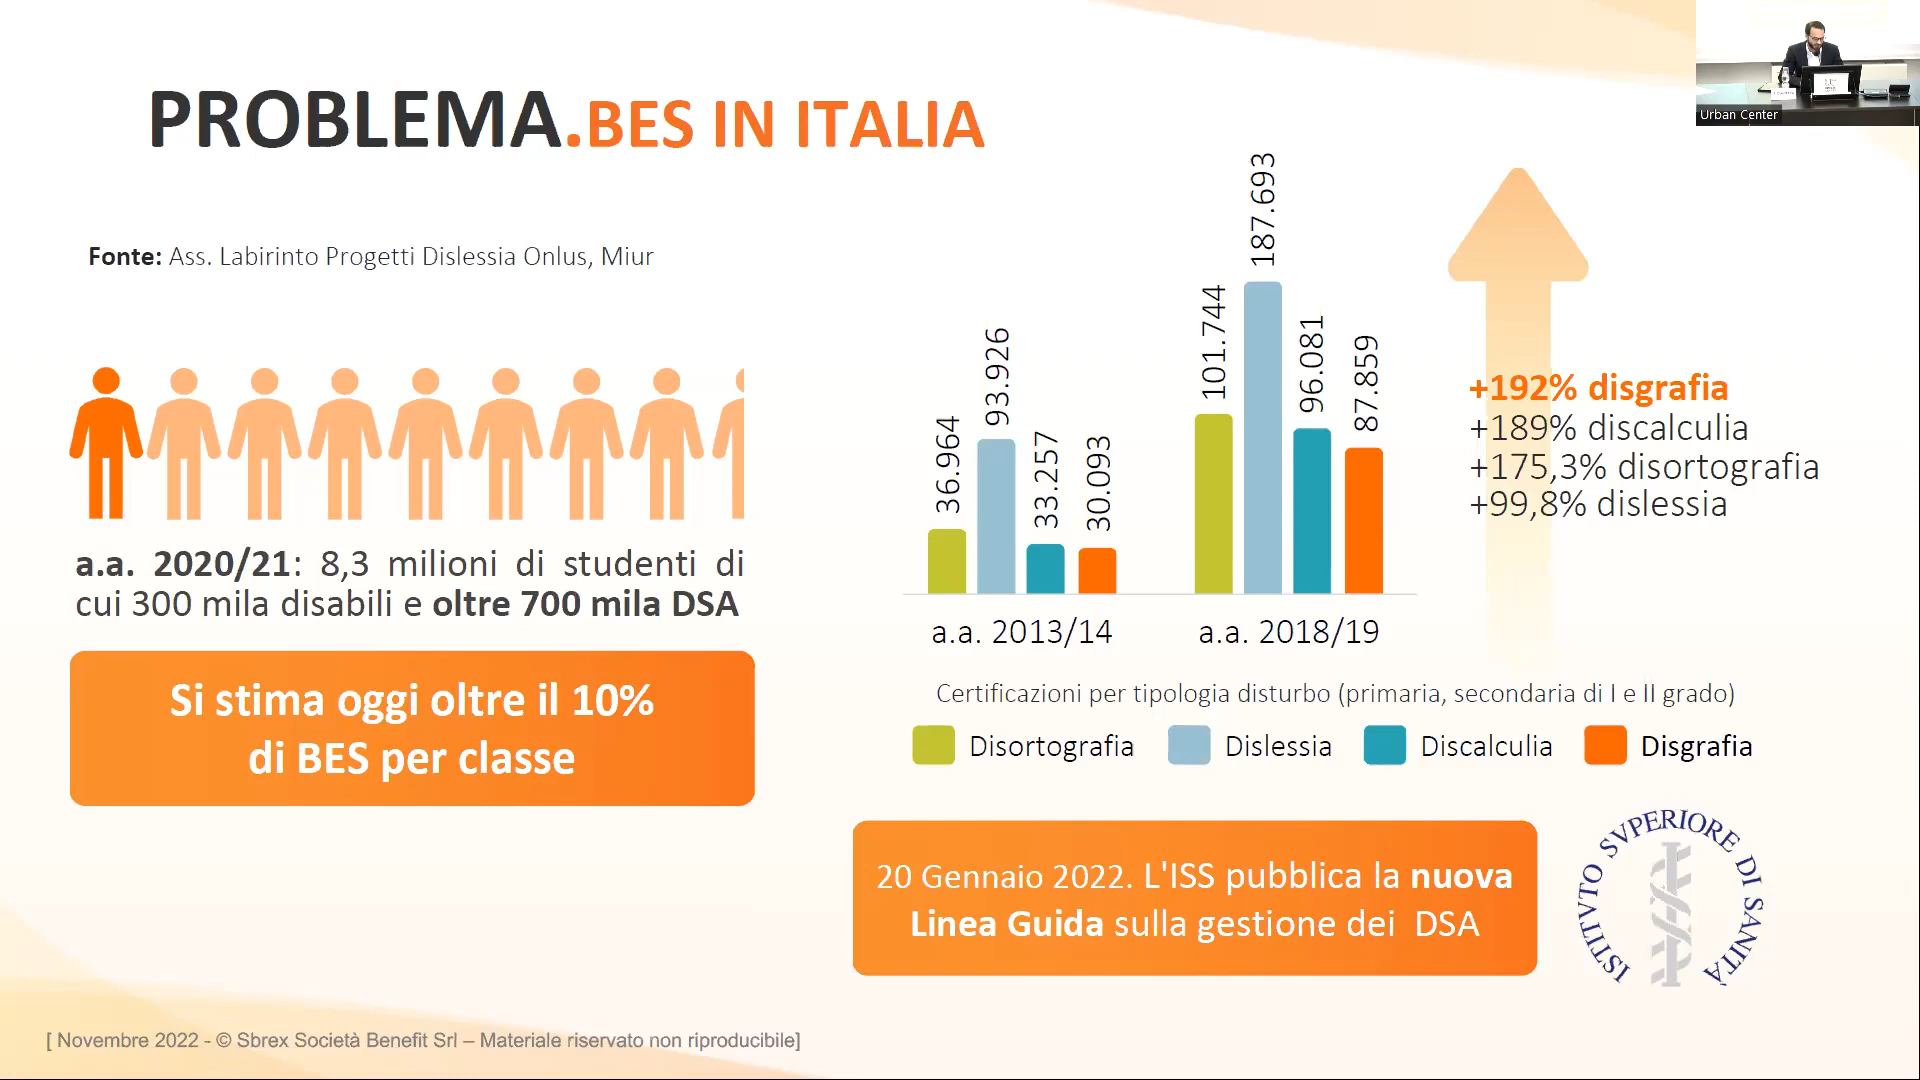 PROBLEMA.BES IN ITALIA
Urban Center
Fonte: Ass. Labirinto Progetti Dislessia Onlus, Miur
a.a. 2020/21: 8,3 milioni di studenti di
cui 300 mila disabili e oltre 700 mila DSA
Si stima oggi oltre il 10%
di BES per classe
36.964
93.926
33.257
30.093
101.744
187.693
96.081
87.859
a.a. 2013/14
a.a. 2018/19
+192% disgrafia
+189% discalculia
+175,3% disortografia
+99,8% dislessia
Certificazioni per tipologia disturbo (primaria, secondaria di I e II grado)
Disortografia
Dislessia
Discalculia
Disgrafia
20 Gennaio 2022. L'ISS pubblica la nuova
Linea Guida sulla gestione dei DSA
ISTITVTO SVPERIORE DI SANITÀ
[ Novembre 2022 - © Sbrex Società Benefit Srl – Materiale riservato non riproducibile]